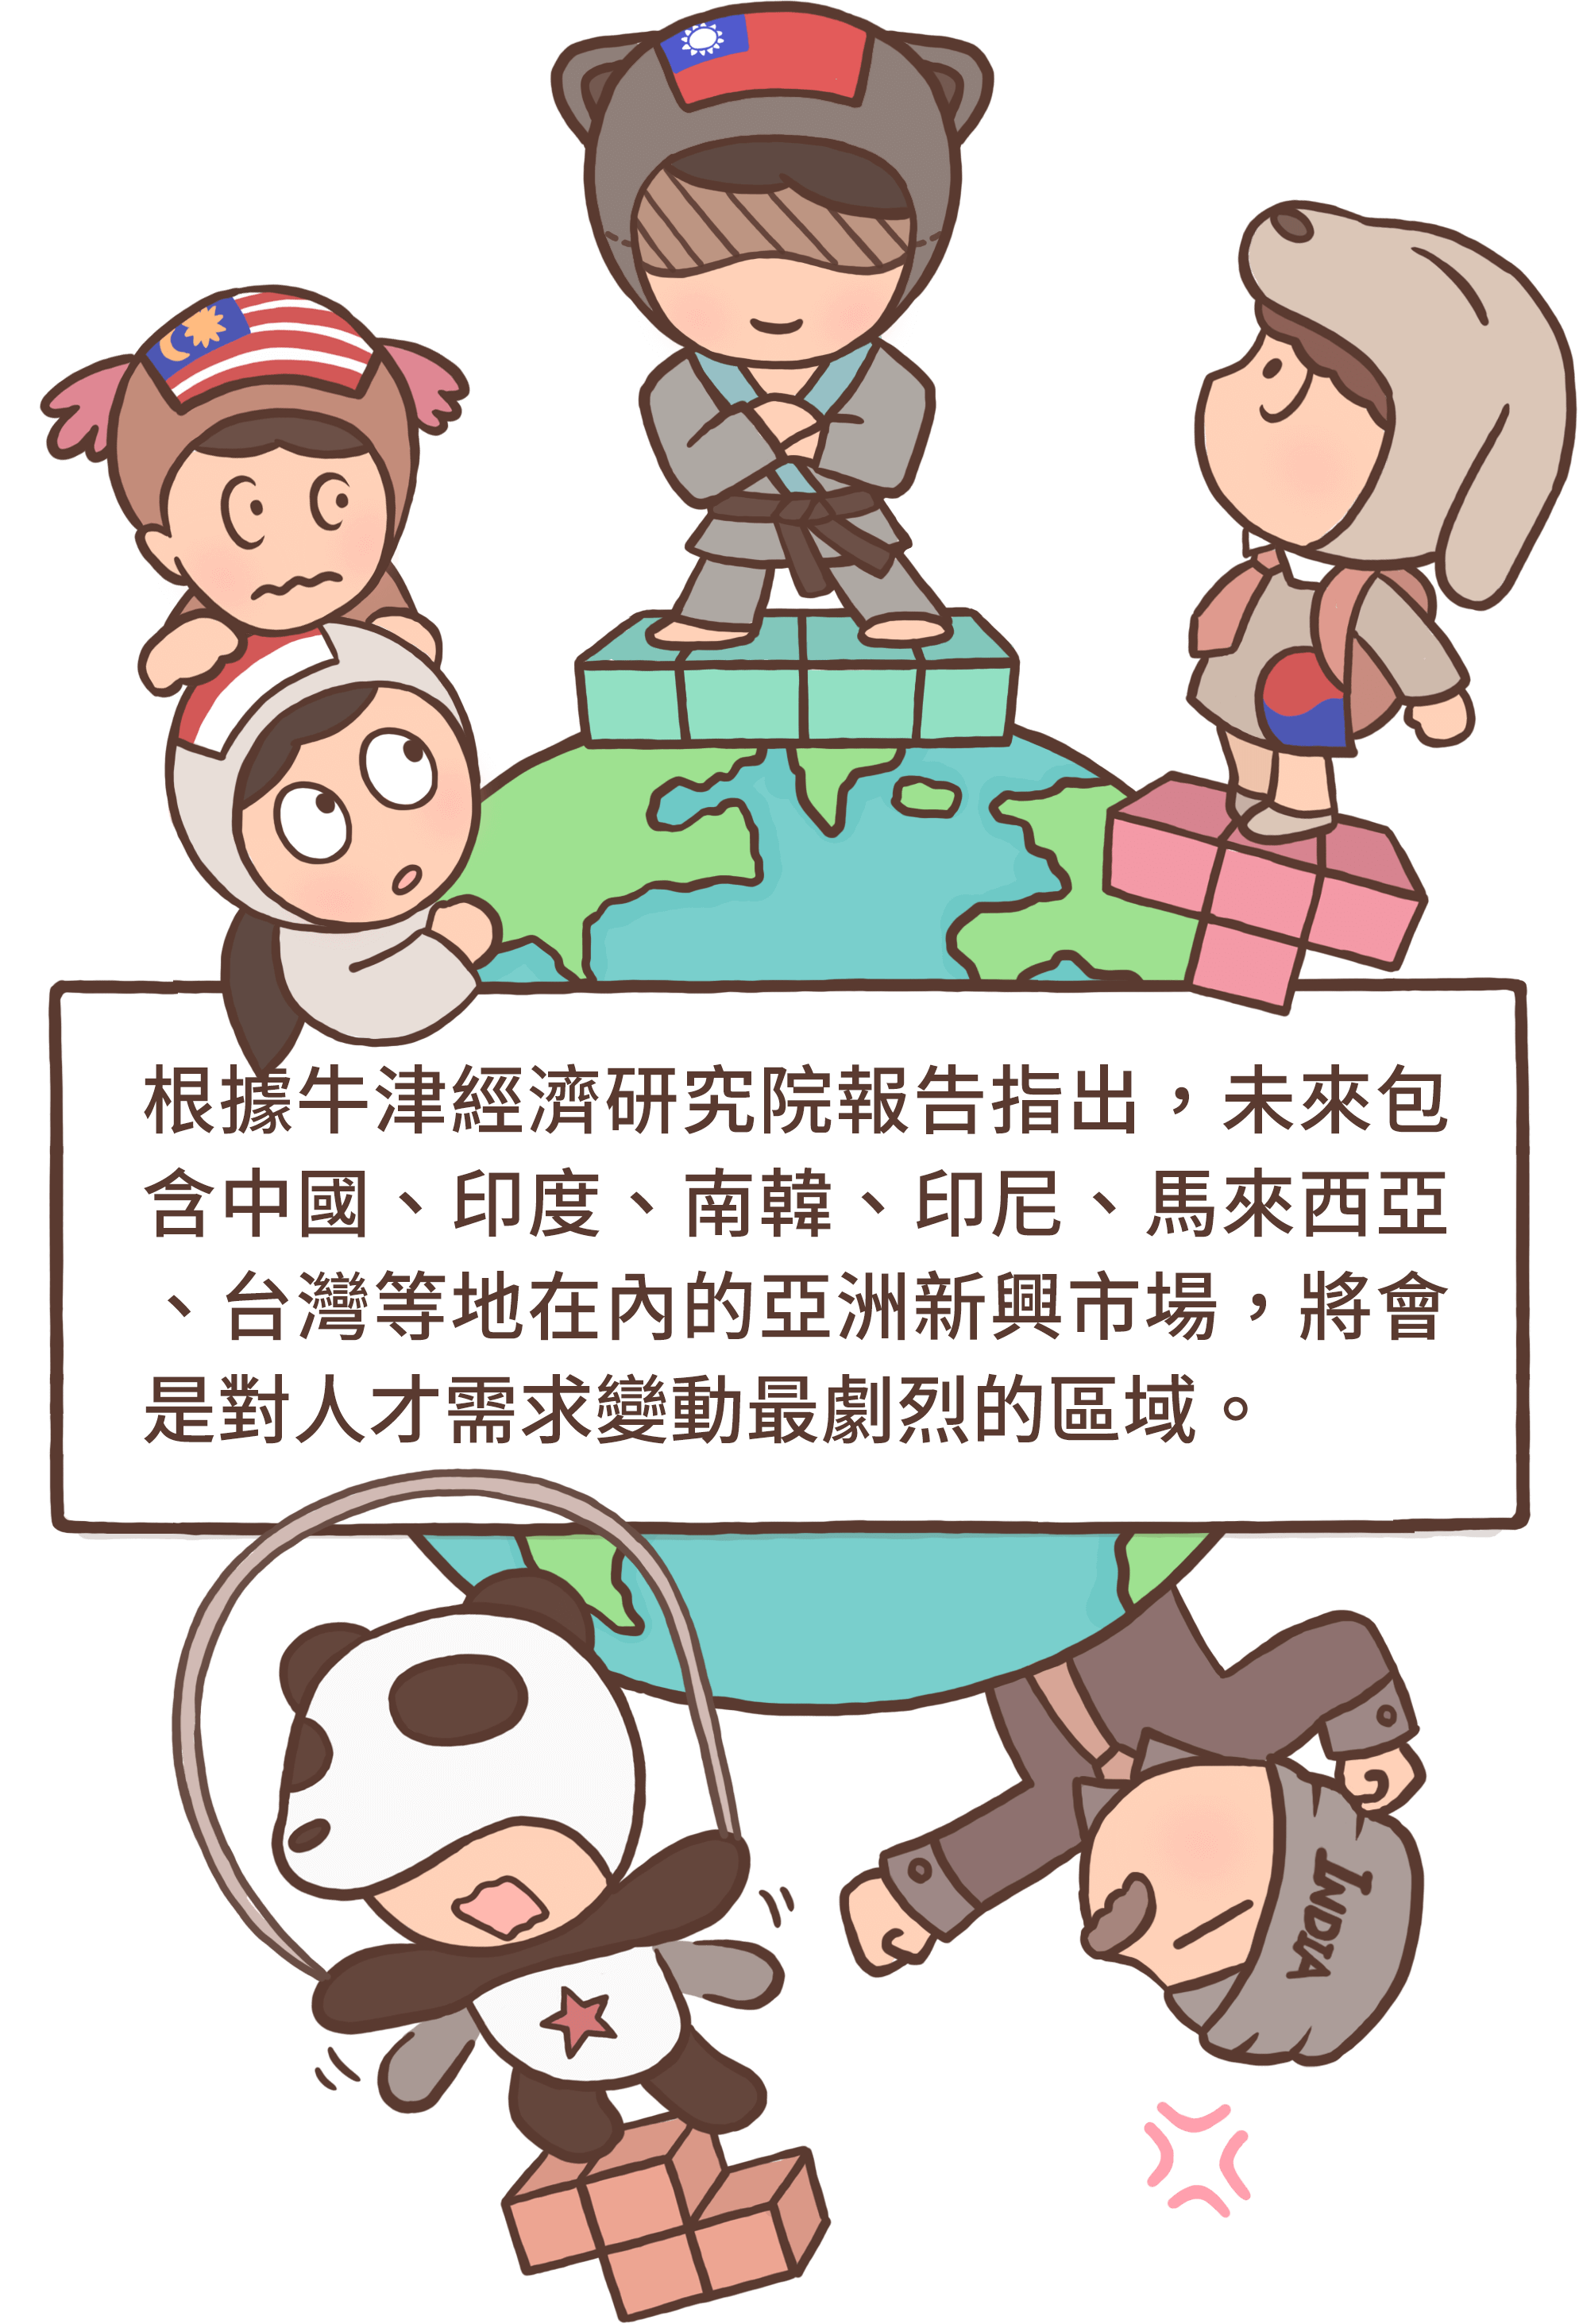 根據牛津經濟研究院報告指出，未來包
含中國、印度、南韓、印尼、馬來西亞
、台灣等地在內的亞洲新興市場，將會
是對人才需求變動最劇烈的區域。
INDIA